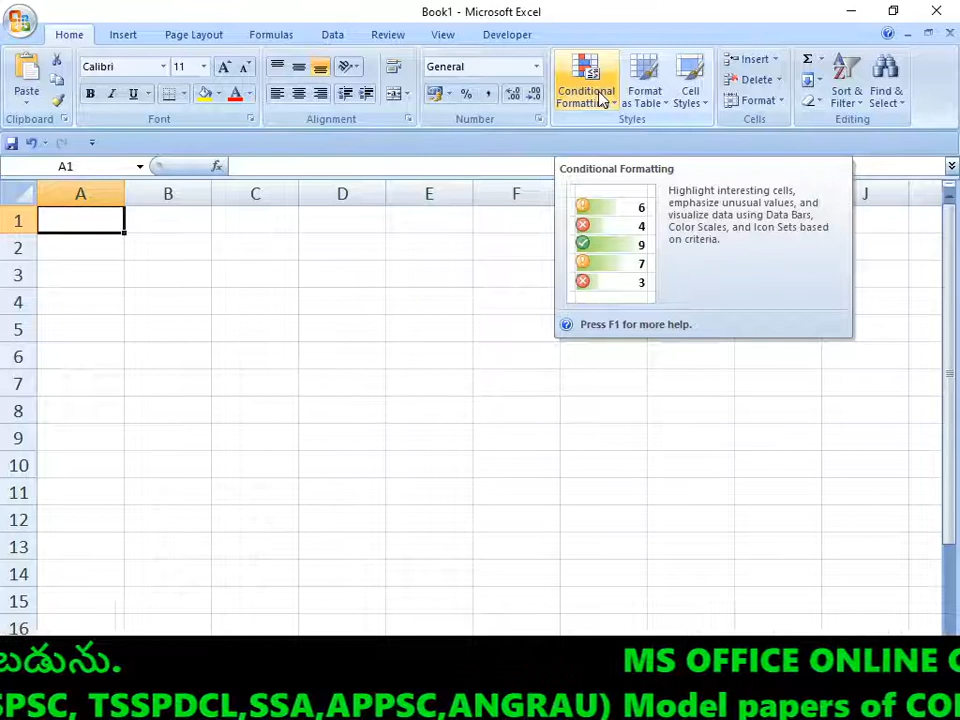 Book1 - Microsoft Excel
Home Insert Page Layout Formulas Data Review View Developer
Paste
Calibri 11
General
Conditional Formatting
Format as Table
Cell Styles
Insert
Delete
Format
Sort & Filter
Find & Select
Clipboard Font Alignment Number Styles Cells Editing
A1
fx
A B C D E F J
1
2
3
4
5
6
7
8
9
10
11
12
13
14
15
16
Conditional Formatting
6
4
9
7
3
Highlight interesting cells,
emphasize unusual values, and
visualize data using Data Bars,
Color Scales, and Icon Sets based
on criteria.
Press F1 for more help.
బడును. MS OFFICE ONLINE
SPSC, TSSPDCL,SSA,APPSC,ANGRAU) Model papers of